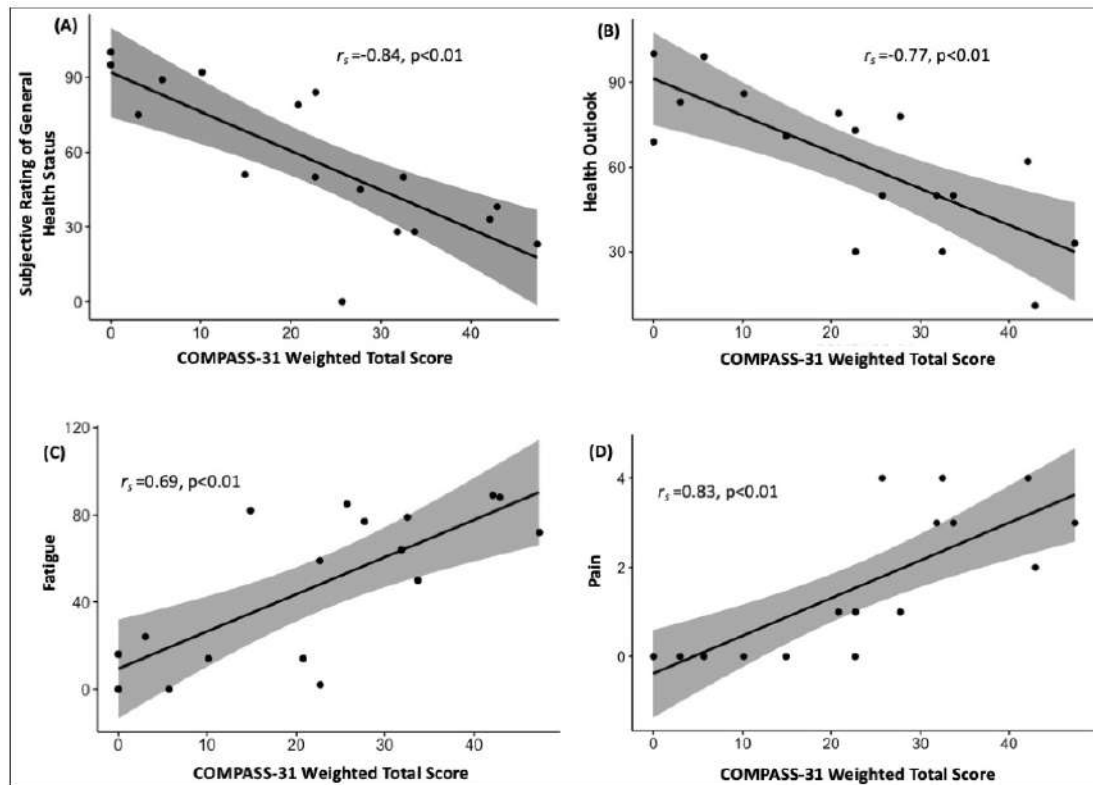 (A)
r_s =-0.84, p<0.01
Subjective Rating of General
Health Status
90
60
30
0
0 10 20 30 40
COMPASS-31 Weighted Total Score
(B)
r_s =-0.77, p<0.01
Health Outlook
90
60
30
0 10 20 30 40
COMPASS-31 Weighted Total Score
(C)
r_s =0.69, p<0.01
Fatigue
120
80
40
0
0 10 20 30 40
COMPASS-31 Weighted Total Score
(D)
r_s =0.83, p<0.01
Pain
4
2
0
0 10 20 30 40
COMPASS-31 Weighted Total Score